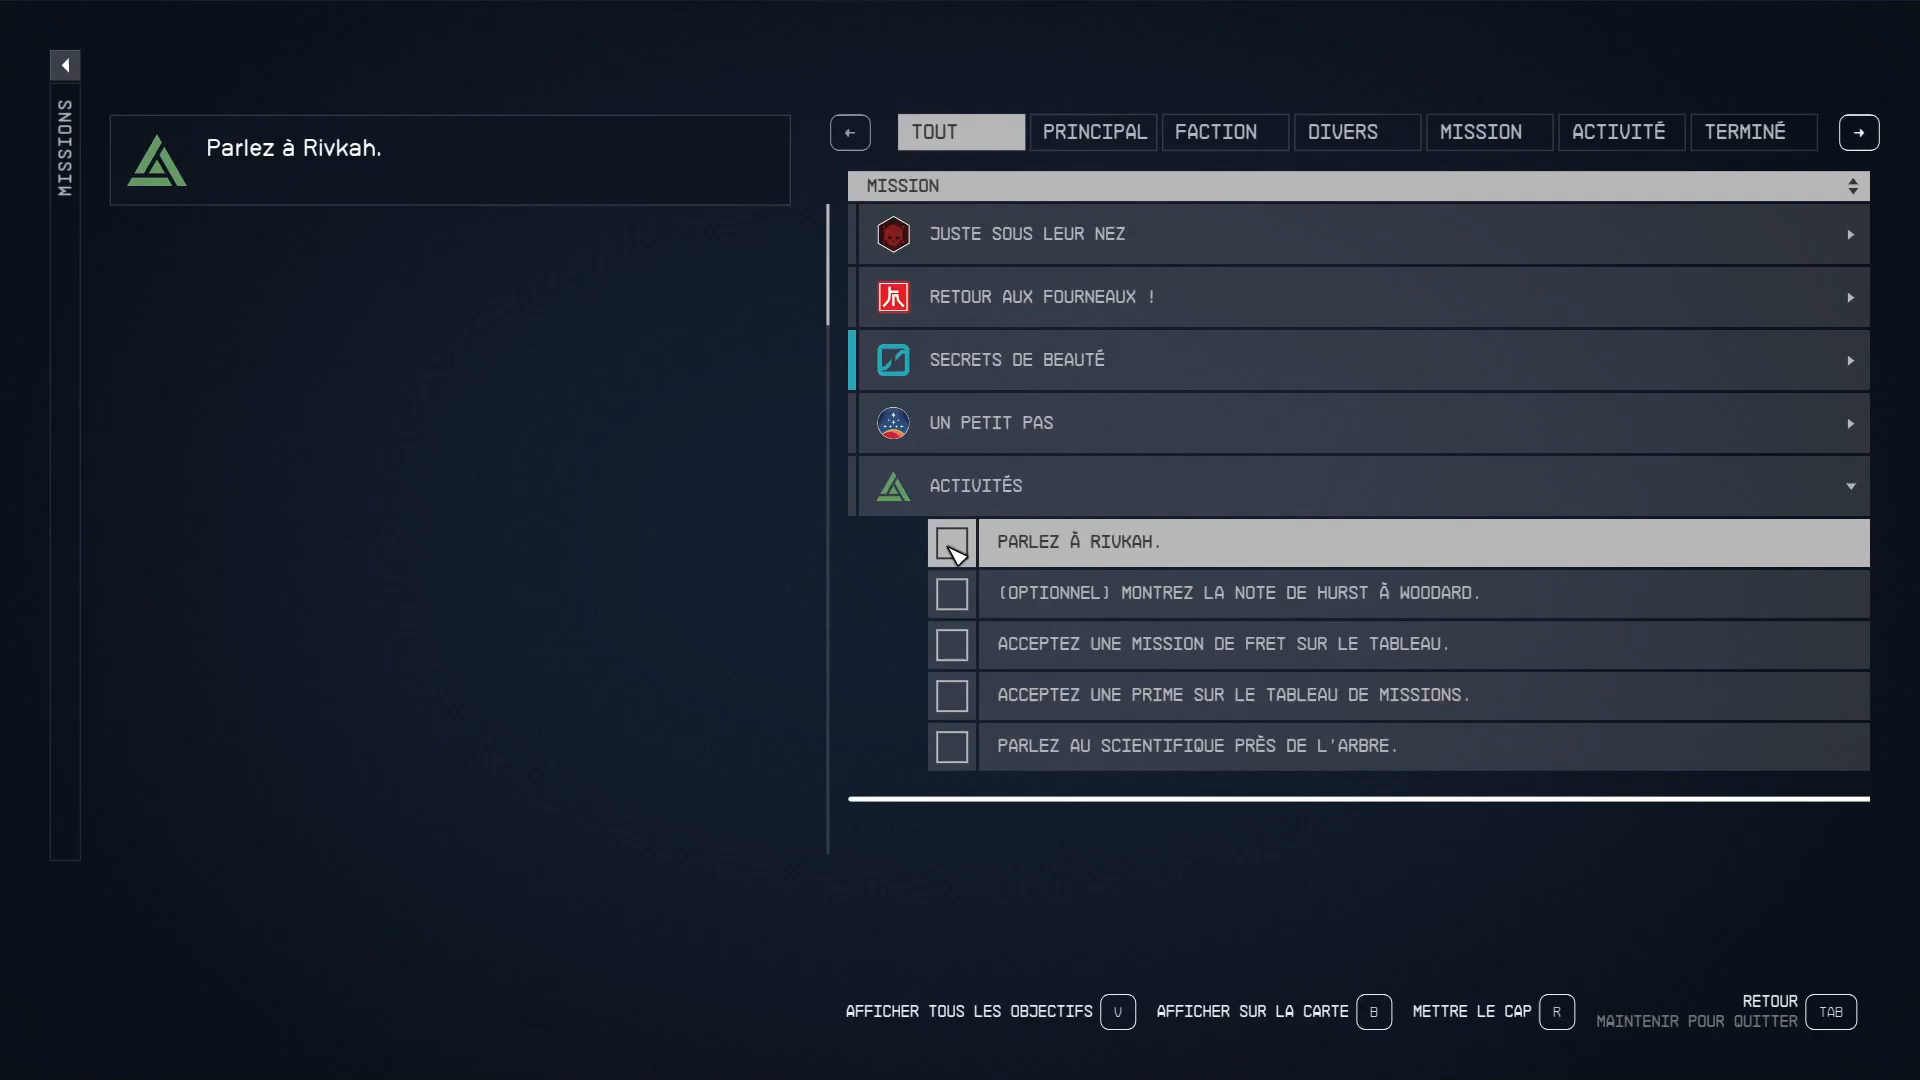 MISSIONS
Parlez à Rivkah.
TOUT PRINCIPAL FACTION DIVERS MISSION ACTIVITÉ TERMINÉ
MISSION
JUSTE SOUS LEUR NEZ
RETOUR AUX FOURNEAUX !
SECRETS DE BEAUTÉ
UN PETIT PAS
ACTIVITÉS
PARLEZ À RIVKAH.
(OPTIONNEL) MONTREZ LA NOTE DE HURST À WOODARD.
ACCEPTEZ UNE MISSION DE FRET SUR LE TABLEAU.
ACCEPTEZ UNE PRIME SUR LE TABLEAU DE MISSIONS.
PARLEZ AU SCIENTIFIQUE PRÈS DE L'ARBRE.
AFFICHER TOUS LES OBJECTIFS V AFFICHER SUR LA CARTE B METTRE LE CAP R RETOUR TAB
MAINTENIR POUR QUITTER